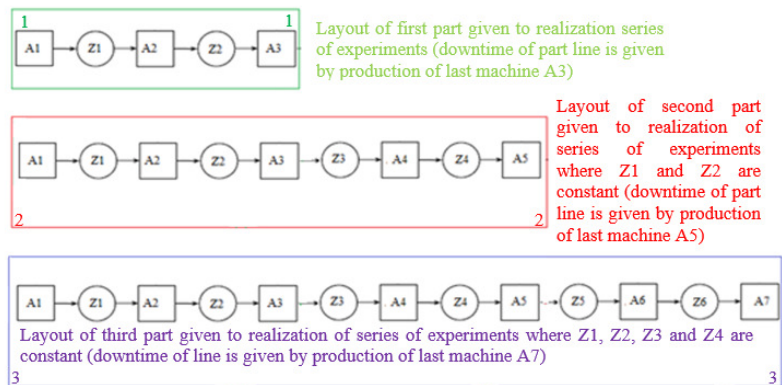 1 1
A1 Z1 A2 Z2 A3
Layout of first part given to realization series
of experiments (downtime of part line is given
by production of last machine A3)
A1 Z1 A2 Z2 A3 Z3 A4 Z4 A5
2 2
Layout of second part
given to realization of
series of experiments
where Z1 and Z2 are
constant (downtime of part
line is given by production
of last machine A5)
A1 Z1 A2 Z2 A3 Z3 A4 Z4 A5 Z5 A6 Z6 A7
Layout of third part given to realization of series of experiments where Z1, Z2, Z3 and Z4 are
constant (downtime of line is given by production of last machine A7)
3 3